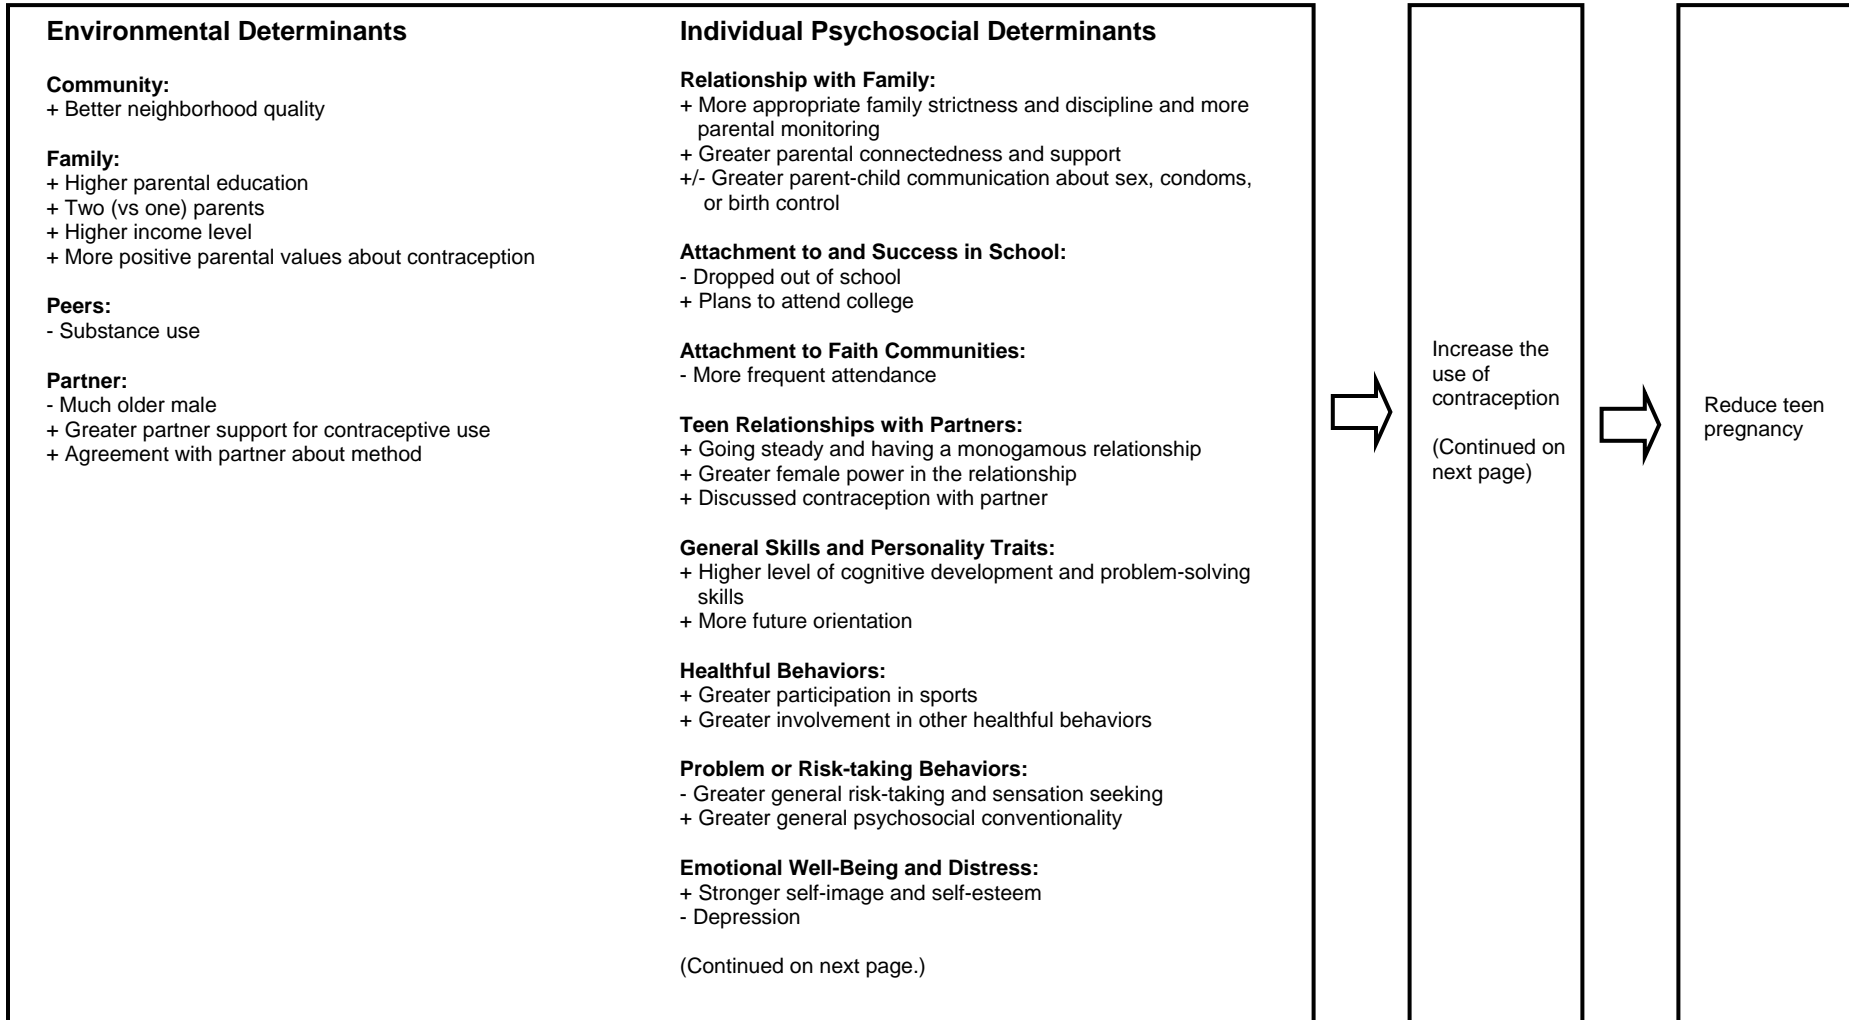 Environmental Determinants
Community:
+ Better neighborhood quality
Family:
+ Higher parental education
+ Two (vs one) parents
+ Higher income level
+ More positive parental values about contraception
Peers:
- Substance use
Partner:
- Much older male
+ Greater partner support for contraceptive use
+ Agreement with partner about method
Individual Psychosocial Determinants
Relationship with Family:
+ More appropriate family strictness and discipline and more
parental monitoring
+ Greater parental connectedness and support
+/- Greater parent-child communication about sex, condoms,
or birth control
Attachment to and Success in School:
- Dropped out of school
+ Plans to attend college
Attachment to Faith Communities:
- More frequent attendance
Teen Relationships with Partners:
+ Going steady and having a monogamous relationship
+ Greater female power in the relationship
+ Discussed contraception with partner
General Skills and Personality Traits:
+ Higher level of cognitive development and problem-solving
skills
+ More future orientation
Healthful Behaviors:
+ Greater participation in sports
+ Greater involvement in other healthful behaviors
Problem or Risk-taking Behaviors:
- Greater general risk-taking and sensation seeking
+ Greater general psychosocial conventionality
Emotional Well-Being and Distress:
+ Stronger self-image and self-esteem
- Depression
(Continued on next page.)
Increase the
use of
contraception
(Continued on
next page)
Reduce teen
pregnancy